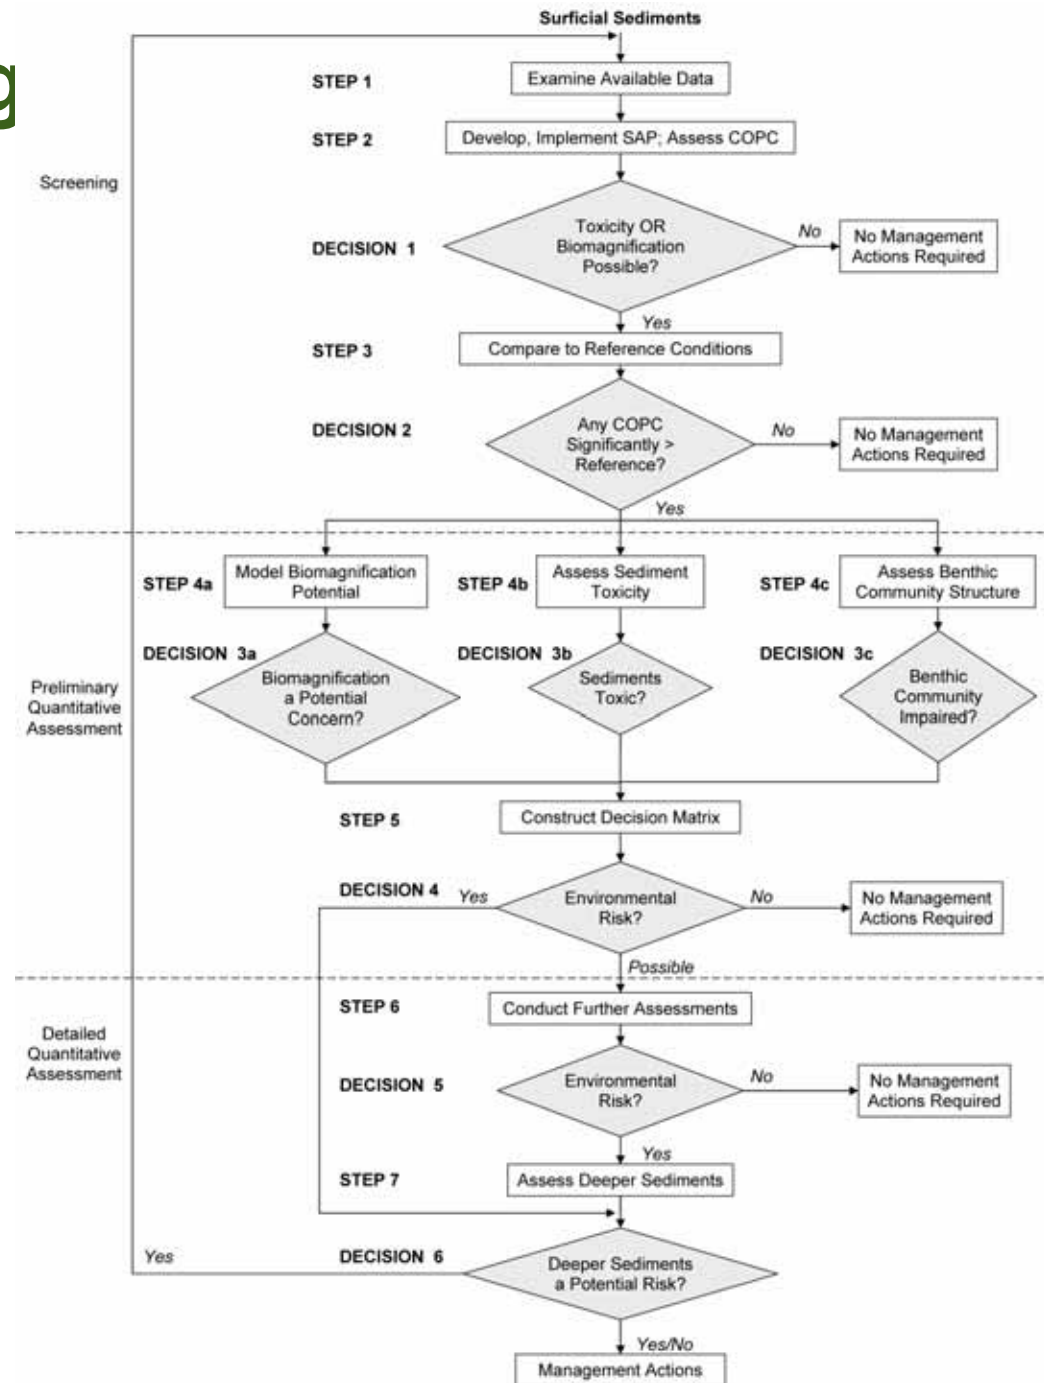 Surficial Sediments
g
STEP 1
Examine Available Data
STEP 2
Develop, Implement SAP; Assess COPC
Screening
DECISION 1
Toxicity OR
Biomagnification
Possible?
No
No Management
Actions Required
Yes
STEP 3
Compare to Reference Conditions
DECISION 2
Any COPC
Significantly >
Reference?
No
No Management
Actions Required
Yes
Preliminary
Quantitative
Assessment
STEP 4a
Model Biomagnification
Potential
STEP 4b
Assess Sediment
Toxicity
STEP 4c
Assess Benthic
Community Structure
DECISION 3a
Biomagnification
a Potential
Concern?
DECISION 3b
Sediments
Toxic?
DECISION 3c
Benthic
Community
Impaired?
STEP 5
Construct Decision Matrix
DECISION 4
Yes
Environmental
Risk?
No
No Management
Actions Required
Possible
Detailed
Quantitative
Assessment
STEP 6
Conduct Further Assessments
DECISION 5
Environmental
Risk?
No
No Management
Actions Required
Yes
STEP 7
Assess Deeper Sediments
Yes
DECISION 6
Deeper Sediments
a Potential Risk?
Yes/No
Management Actions